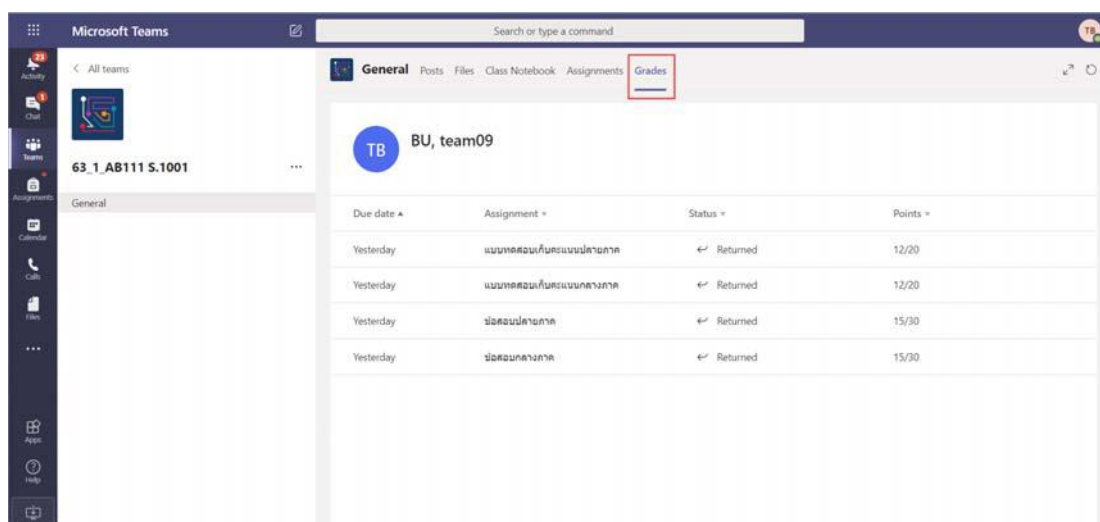 Microsoft Teams
Search or type a command
TB
23
Activity
1
Chat
Teams
Assignments
Calendar
Calls
Files
Apps
Help
All teams
63_1_AB111 S.1001
General
General Posts Files Class Notebook Assignments Grades
TB BU, team09
Due date Assignment Status Points
Yesterday แบบทดสอบเก็บคะแนนปลายภาค Returned 12/20
Yesterday แบบทดสอบเก็บคะแนนกลางภาค Returned 12/20
Yesterday ข้อสอบปลายภาค Returned 15/30
Yesterday ข้อสอบกลางภาค Returned 15/30